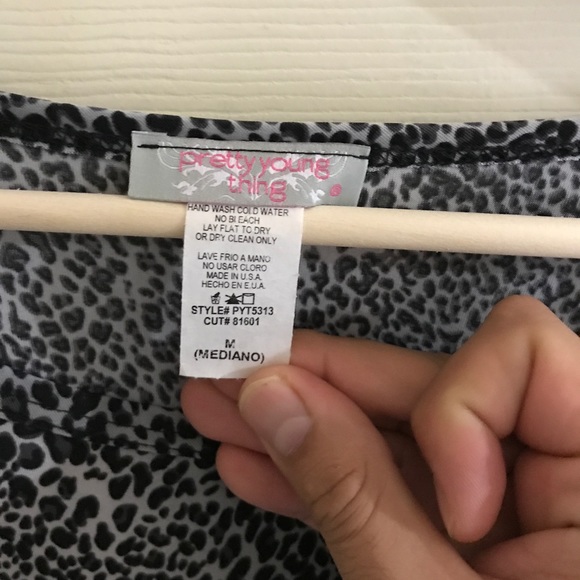 pretty young
thing
HAND WASH COLD WATER
NO BLEACH
LAY FLAT TO DRY
OR DRY CLEAN ONLY
LAVE FRIO A MANO
NO USAR CLORO
MADE IN U.S.A.
HECHO EN E.U.A.
STYLE# PYT5313
CUT# 81601
M
(MEDIANO)